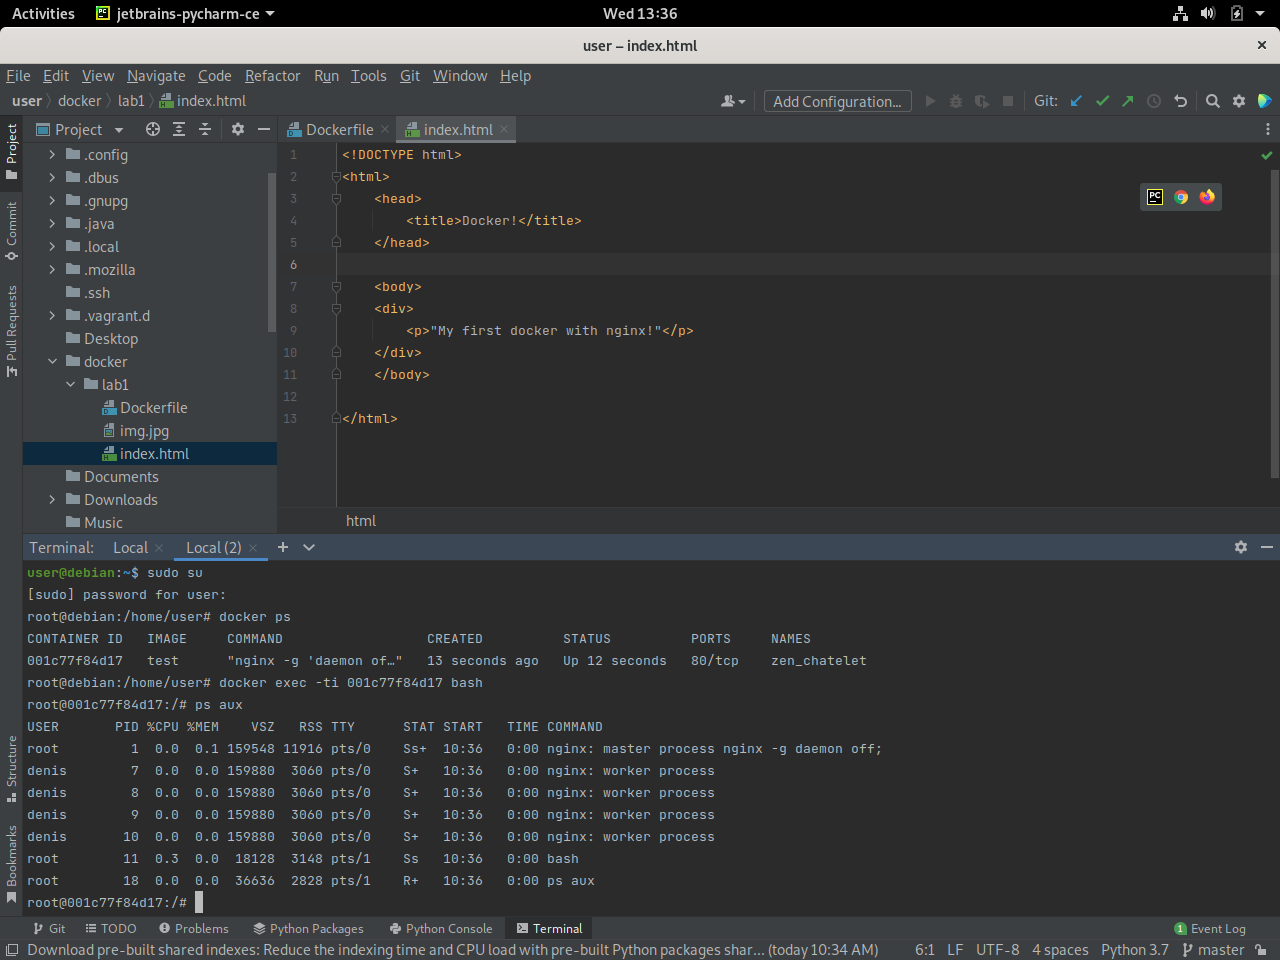 Activities jetbrains-pycharm-ce Wed 13:36
user – index.html
File Edit View Navigate Code Refactor Run Tools Git Window Help
user docker lab1 index.html Add Configuration... Git:
Project Dockerfile index.html
Project
Commit
Pull Requests
Structure
Bookmarks
.config
.dbus
.gnupg
.java
.local
.mozilla
.ssh
.vagrant.d
Desktop
docker
lab1
Dockerfile
img.jpg
index.html
Documents
Downloads
Music
1 <!DOCTYPE html>
2 <html>
3 <head>
4 <title>Docker!</title>
5 </head>
6
7 <body>
8 <div>
9 <p>"My first docker with nginx!"</p>
10 </div>
11 </body>
12
13 </html>
html
Terminal: Local Local (2)
user@debian:~$ sudo su
[sudo] password for user:
root@debian:/home/user# docker ps
CONTAINER ID IMAGE COMMAND CREATED STATUS PORTS NAMES
001c77f84d17 test "nginx -g 'daemon of…" 13 seconds ago Up 12 seconds 80/tcp zen_chatelet
root@debian:/home/user# docker exec -ti 001c77f84d17 bash
root@001c77f84d17:/# ps aux
USER PID %CPU %MEM VSZ RSS TTY STAT START TIME COMMAND
root 1 0.0 0.1 159548 11916 pts/0 Ss+ 10:36 0:00 nginx: master process nginx -g daemon off;
denis 7 0.0 0.0 159880 3060 pts/0 S+ 10:36 0:00 nginx: worker process
denis 8 0.0 0.0 159880 3060 pts/0 S+ 10:36 0:00 nginx: worker process
denis 9 0.0 0.0 159880 3060 pts/0 S+ 10:36 0:00 nginx: worker process
denis 10 0.0 0.0 159880 3060 pts/0 S+ 10:36 0:00 nginx: worker process
root 11 0.3 0.0 18128 3148 pts/1 Ss 10:36 0:00 bash
root 18 0.0 0.0 36636 2828 pts/1 R+ 10:36 0:00 ps aux
root@001c77f84d17:/#
Git TODO Problems Python Packages Python Console Terminal 1 Event Log
Download pre-built shared indexes: Reduce the indexing time and CPU load with pre-built Python packages shar... (today 10:34 AM) 6:1 LF UTF-8 4 spaces Python 3.7 master